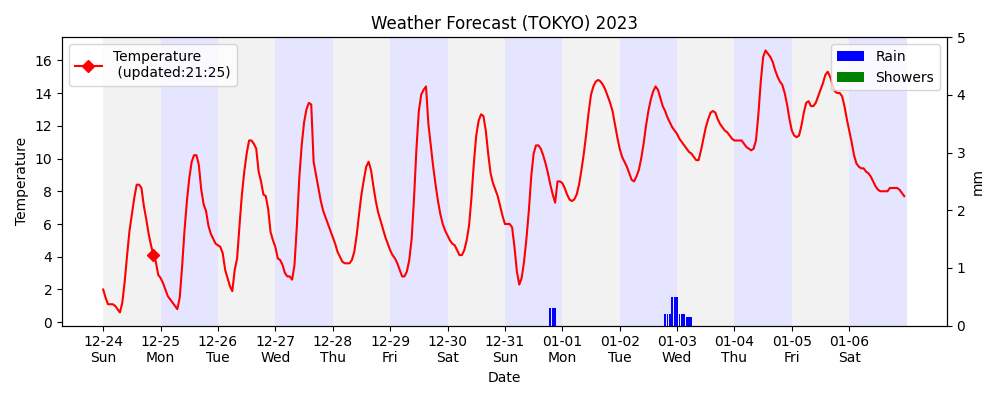 Weather Forecast (TOKYO) 2023
Temperature
(updated:21:25)
Rain
Showers
Temperature
16
14
12
10
8
6
4
2
0
5
4
3
2
1
0
mm
12-24 12-25 12-26 12-27 12-28 12-29 12-30 12-31 01-01 01-02 01-03 01-04 01-05 01-06
Sun Mon Tue Wed Thu Fri Sat Sun Mon Tue Wed Thu Fri Sat
Date